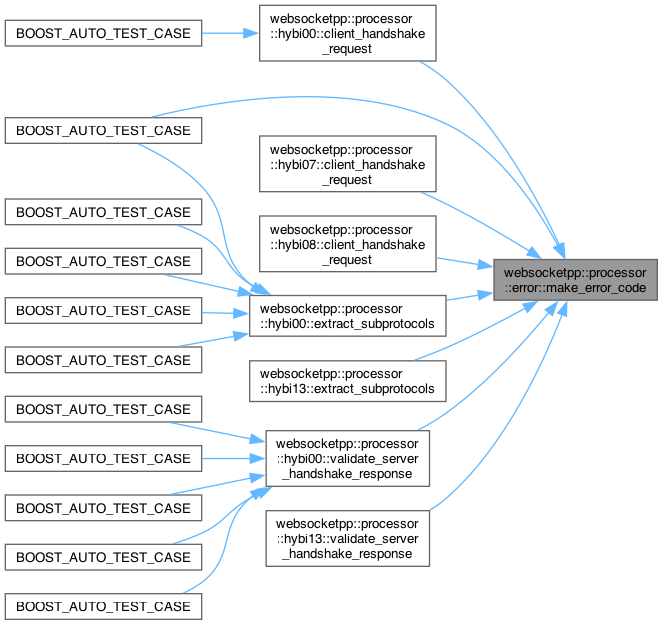 websocketpp::processor
::hybi00::client_handshake
_request
BOOST_AUTO_TEST_CASE
BOOST_AUTO_TEST_CASE
websocketpp::processor
::hybi07::client_handshake
_request
BOOST_AUTO_TEST_CASE
websocketpp::processor
::hybi08::client_handshake
_request
BOOST_AUTO_TEST_CASE
websocketpp::processor
::error::make_error_code
BOOST_AUTO_TEST_CASE
websocketpp::processor
::hybi00::extract_subprotocols
BOOST_AUTO_TEST_CASE
websocketpp::processor
::hybi13::extract_subprotocols
BOOST_AUTO_TEST_CASE
BOOST_AUTO_TEST_CASE
websocketpp::processor
::hybi00::validate_server
_handshake_response
BOOST_AUTO_TEST_CASE
websocketpp::processor
::hybi13::validate_server
_handshake_response
BOOST_AUTO_TEST_CASE
BOOST_AUTO_TEST_CASE